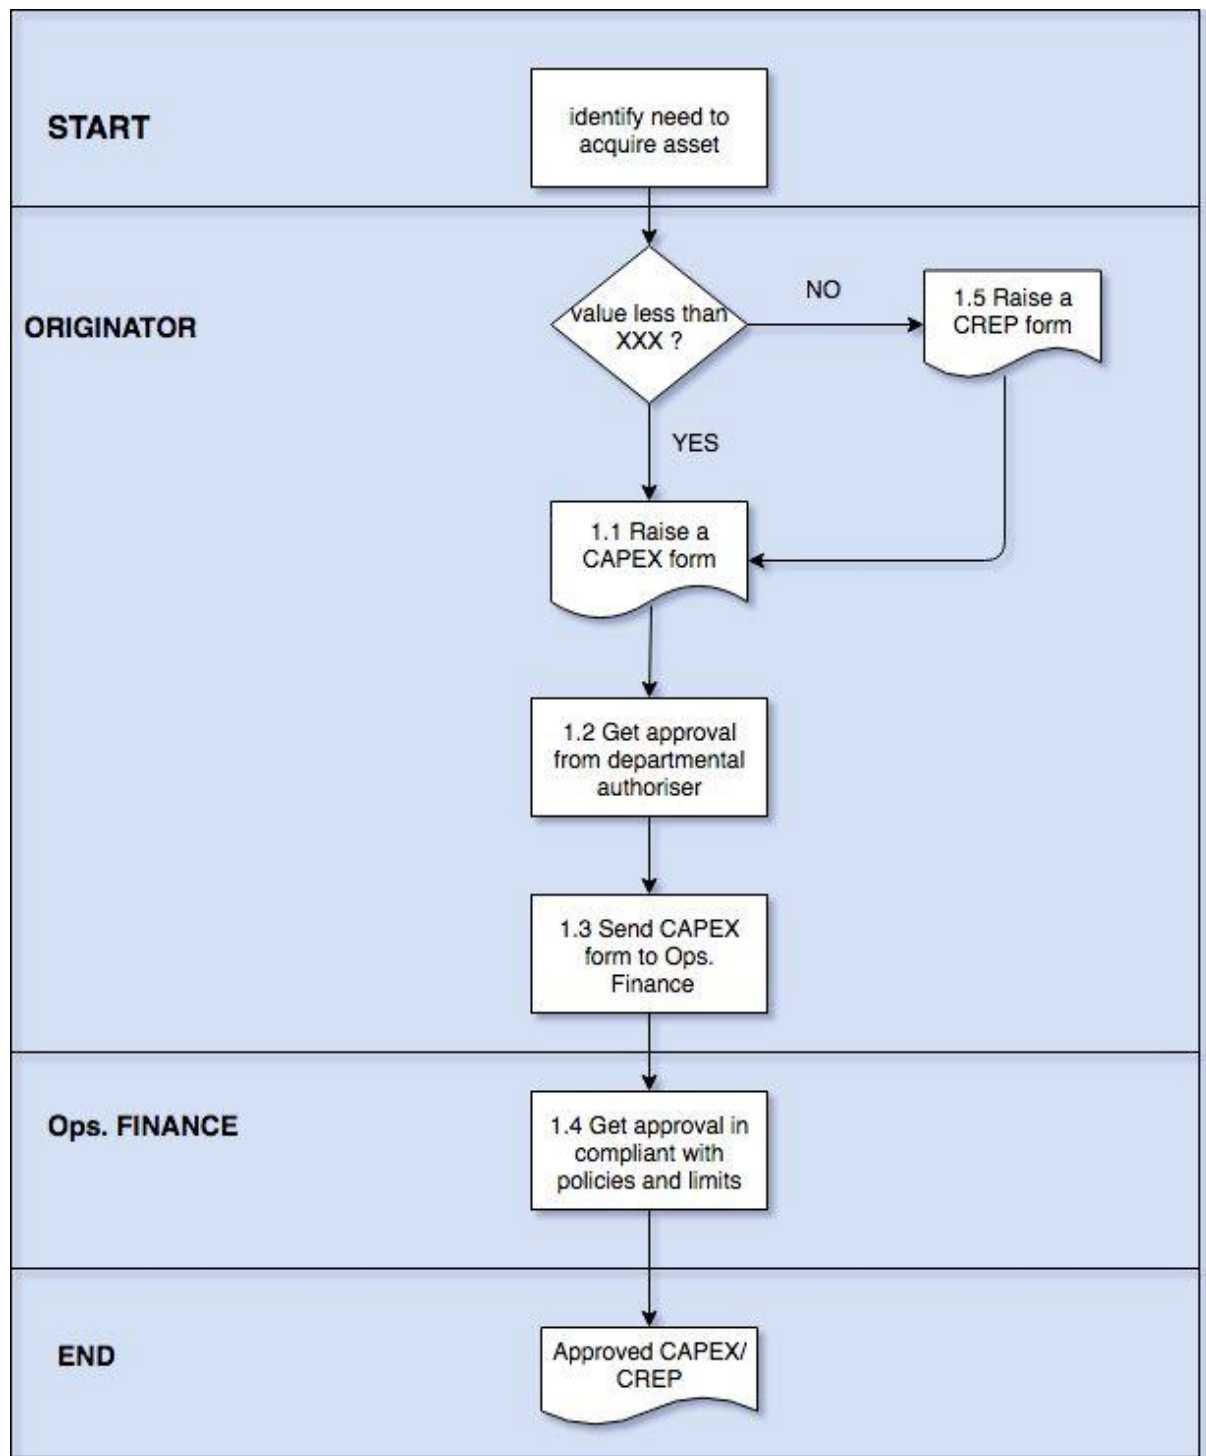 START
identify need to
acquire asset
ORIGINATOR
value less than
XXX ?
NO
1.5 Raise a
CREP form
YES
1.1 Raise a
CAPEX form
1.2 Get approval
from departmental
authoriser
1.3 Send CAPEX
form to Ops.
Finance
Ops. FINANCE
1.4 Get approval in
compliant with
policies and limits
END
Approved CAPEX/
CREP